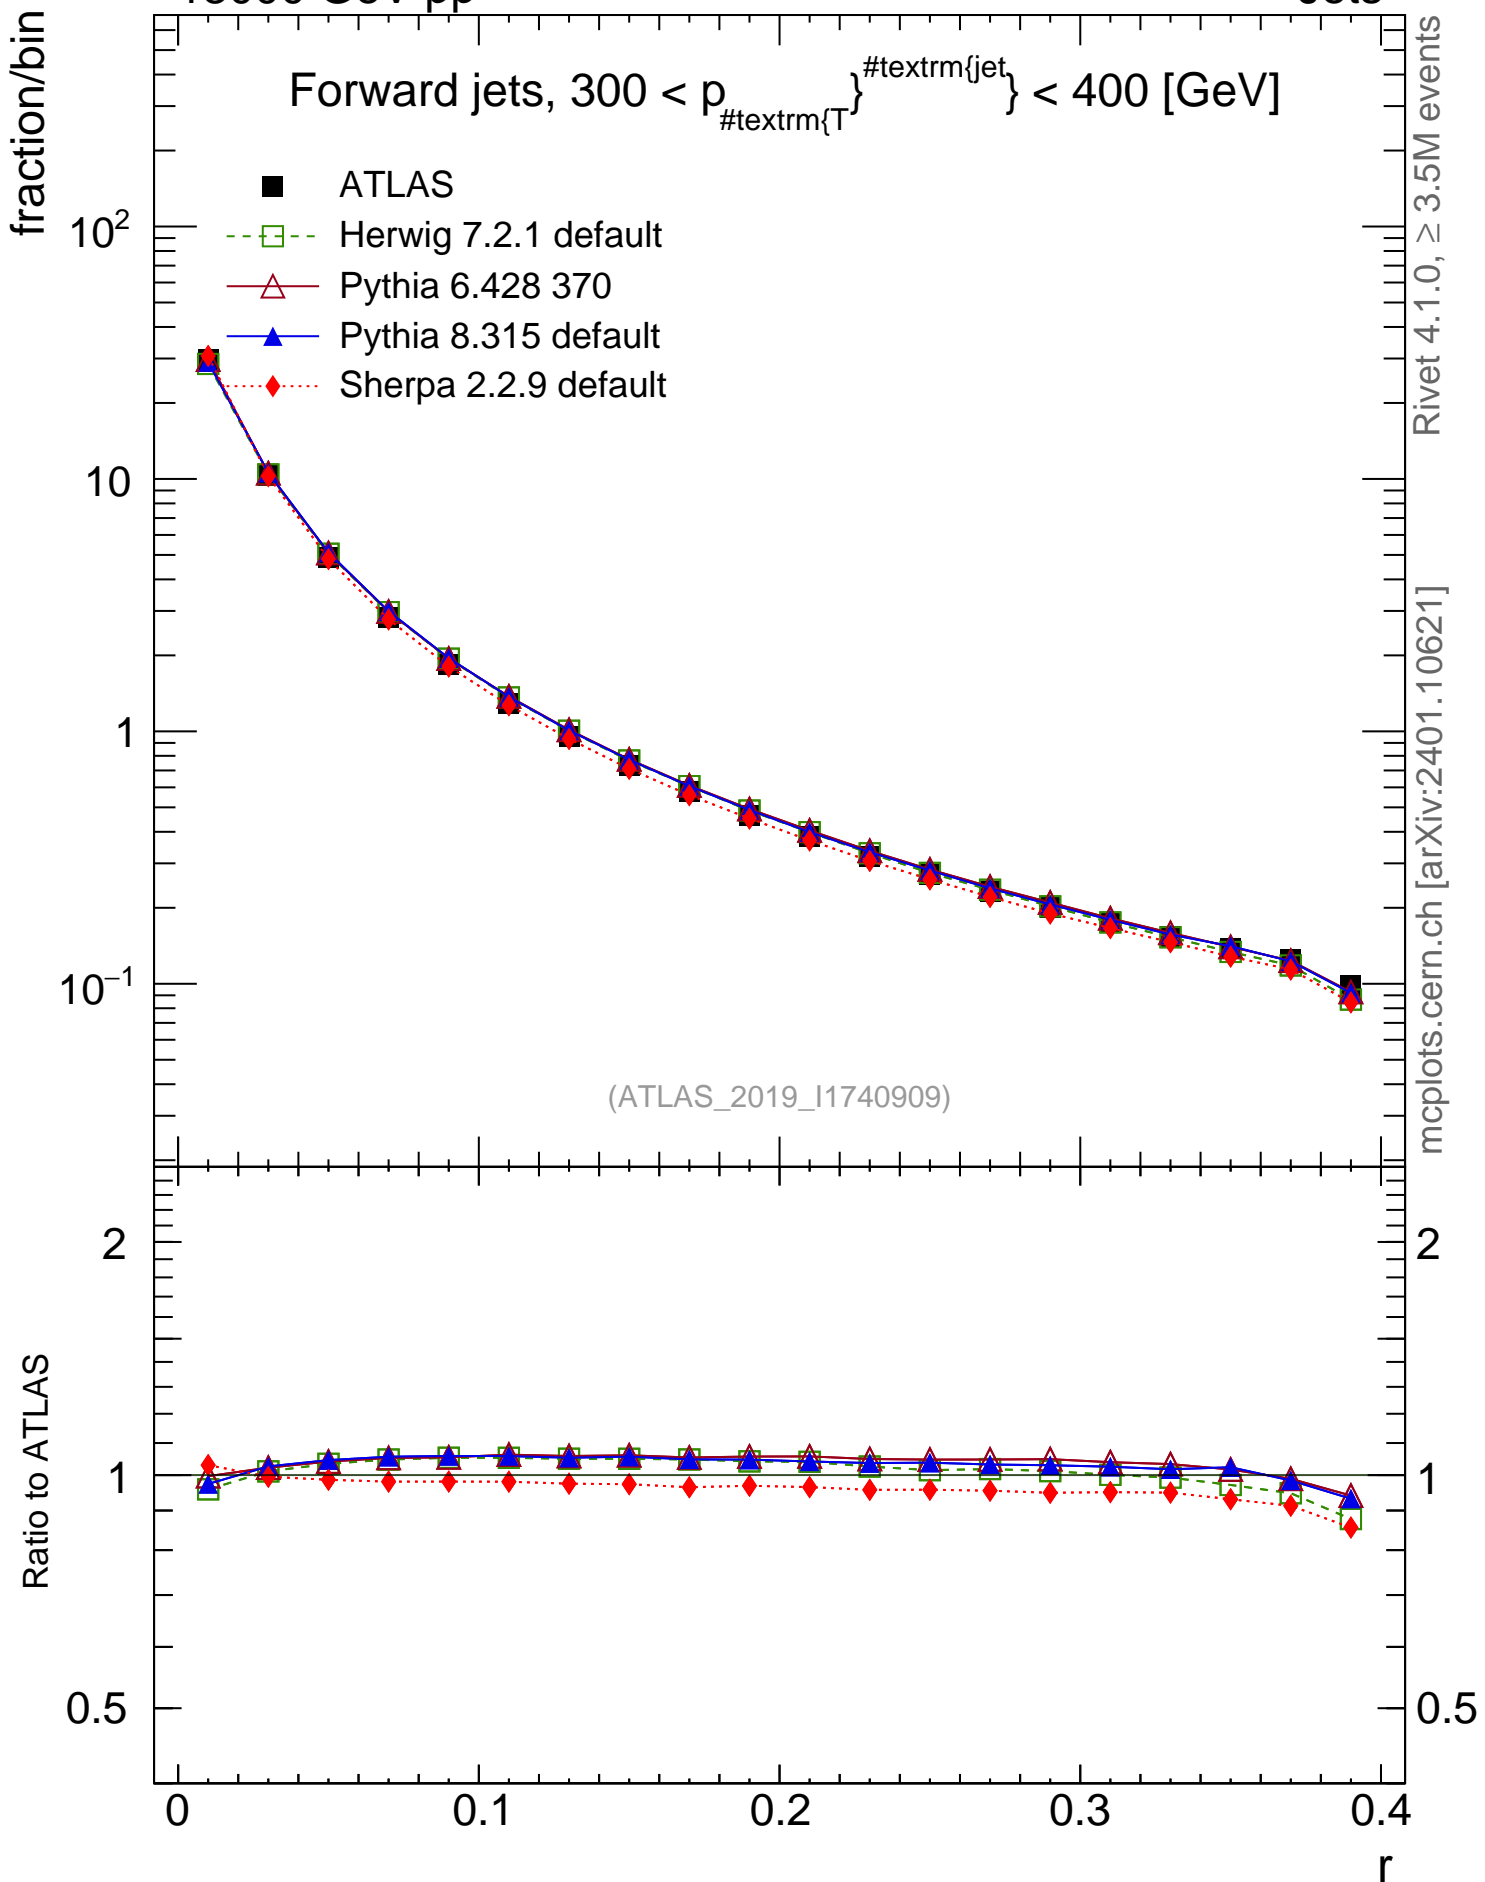 fraction/bin
Forward jets, 300 < p_{#textrm{T}}^{#textrm{jet}} < 400 [GeV]
ATLAS
Herwig 7.2.1 default
Pythia 6.428 370
Pythia 8.315 default
Sherpa 2.2.9 default
10²
10
1
10⁻¹
(ATLAS_2019_I1740909)
Rivet 4.1.0, ≥ 3.5M events
mcplots.cern.ch [arXiv:2401.10621]
Ratio to ATLAS
2
1
0.5
2
1
0.5
0 0.1 0.2 0.3 0.4
r